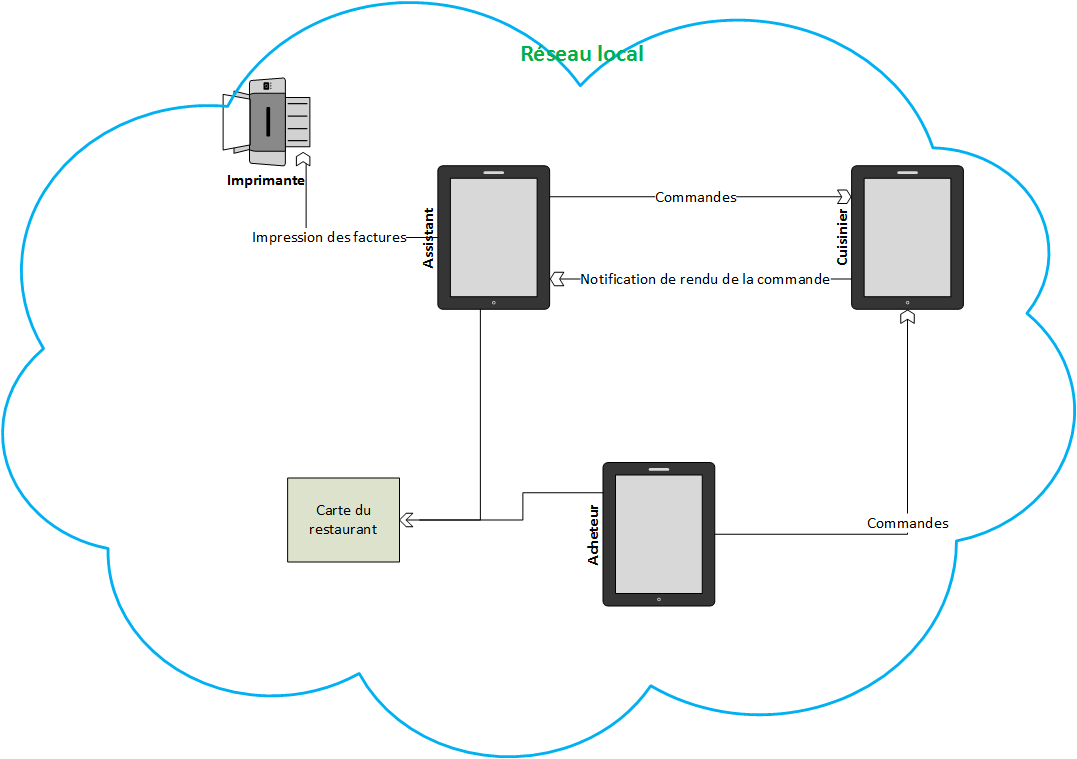 Réseau local
Imprimante
Commandes
Assistant
Cuisinier
Impression des factures
Notification de rendu de la commande
Carte du
restaurant
Acheteur
Commandes